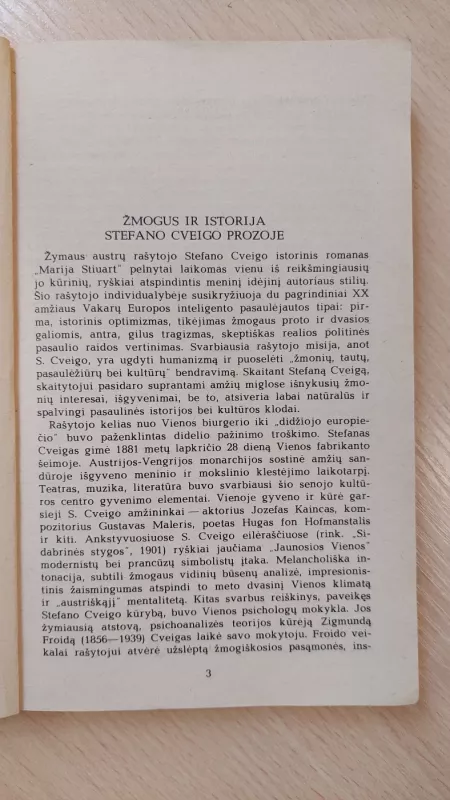 ŽMOGUS IR ISTORIJA
STEFANO CVEIGO PROZOJE
Žymaus austrų rašytojo Stefano Cveigo istorinis romanas
„Marija Stiuart" pelnytai laikomas vienu iš reikšmingiausių
jo kūrinių, ryškiai atspindintis meninį idėjinį autoriaus stilių.
Šio rašytojo individualybėje susikryžiuoja du pagrindiniai XX
amžiaus Vakarų Europos inteligento pasaulėjautos tipai: pir-
ma, istorinis optimizmas, tikėjimas žmogaus proto ir dvasios
galiomis, antra, gilus tragizmas, skeptiškas realios politinės
pasaulio raidos vertinimas. Svarbiausia rašytojo misija, anot
S. Cveigo, yra ugdyti humanizmą ir puoselėti „žmonių, tautų,
pasaulėžiūrų bei kultūrų" bendravimą. Skaitant Stefaną Cveigą,
skaitytojui pasidaro suprantami amžių miglose išnykusių žmo-
nių interesai, išgyvenimai, be to, atsiveria labai natūralūs ir
spalvingi pasaulinės istorijos bei kultūros klodai.
Rašytojo kelias nuo Vienos biurgerio iki „didžiojo europie-
čio" buvo paženklintas didelio pažinimo troškimo. Stefanas
Cveigas gimė 1881 metų lapkričio 28 dieną Vienos fabrikanto
šeimoje. Austrijos-Vengrijos monarchijos sostinė amžių san-
dūroje išgyveno meninio ir mokslinio klestėjimo laikotarpį.
Teatras, muzika, literatūra buvo svarbiausi šio senojo kultū-
ros centro gyvenimo elementai. Vienoje gyveno ir kūrė gar-
sieji S. Cveigo amžininkai — aktorius Jozefas Kaincas, kom-
pozitorius Gustavas Maleris, poetas Hugas fon Hofmanstalis
ir kiti. Ankstyvuosiuose S. Cveigo eilėraščiuose (rink. „Si-
dabrinės stygos", 1901) ryškiai jaučiama „Jaunosios Vienos"
modernistų bei prancūzų simbolistų įtaka. Melancholiška in-
tonacija, subtili žmogaus vidinių būsenų analizė, impresionis-
tinis žaismingumas atspindi to meto dvasinį Vienos klimatą
ir „austriškąjį" mentalitetą. Kitas svarbus reiškinys, paveikęs
Stefano Cveigo kūrybą, buvo Vienos psichologų mokykla. Jos
žymiausią atstovą, psichoanalizės teorijos kūrėją Zigmundą
Froidą (1856—1939) Cveigas laikė savo mokytoju. Froido vei-
kalai rašytojui atvėrė užslėptą žmogiškosios pasąmonės, ins-
3